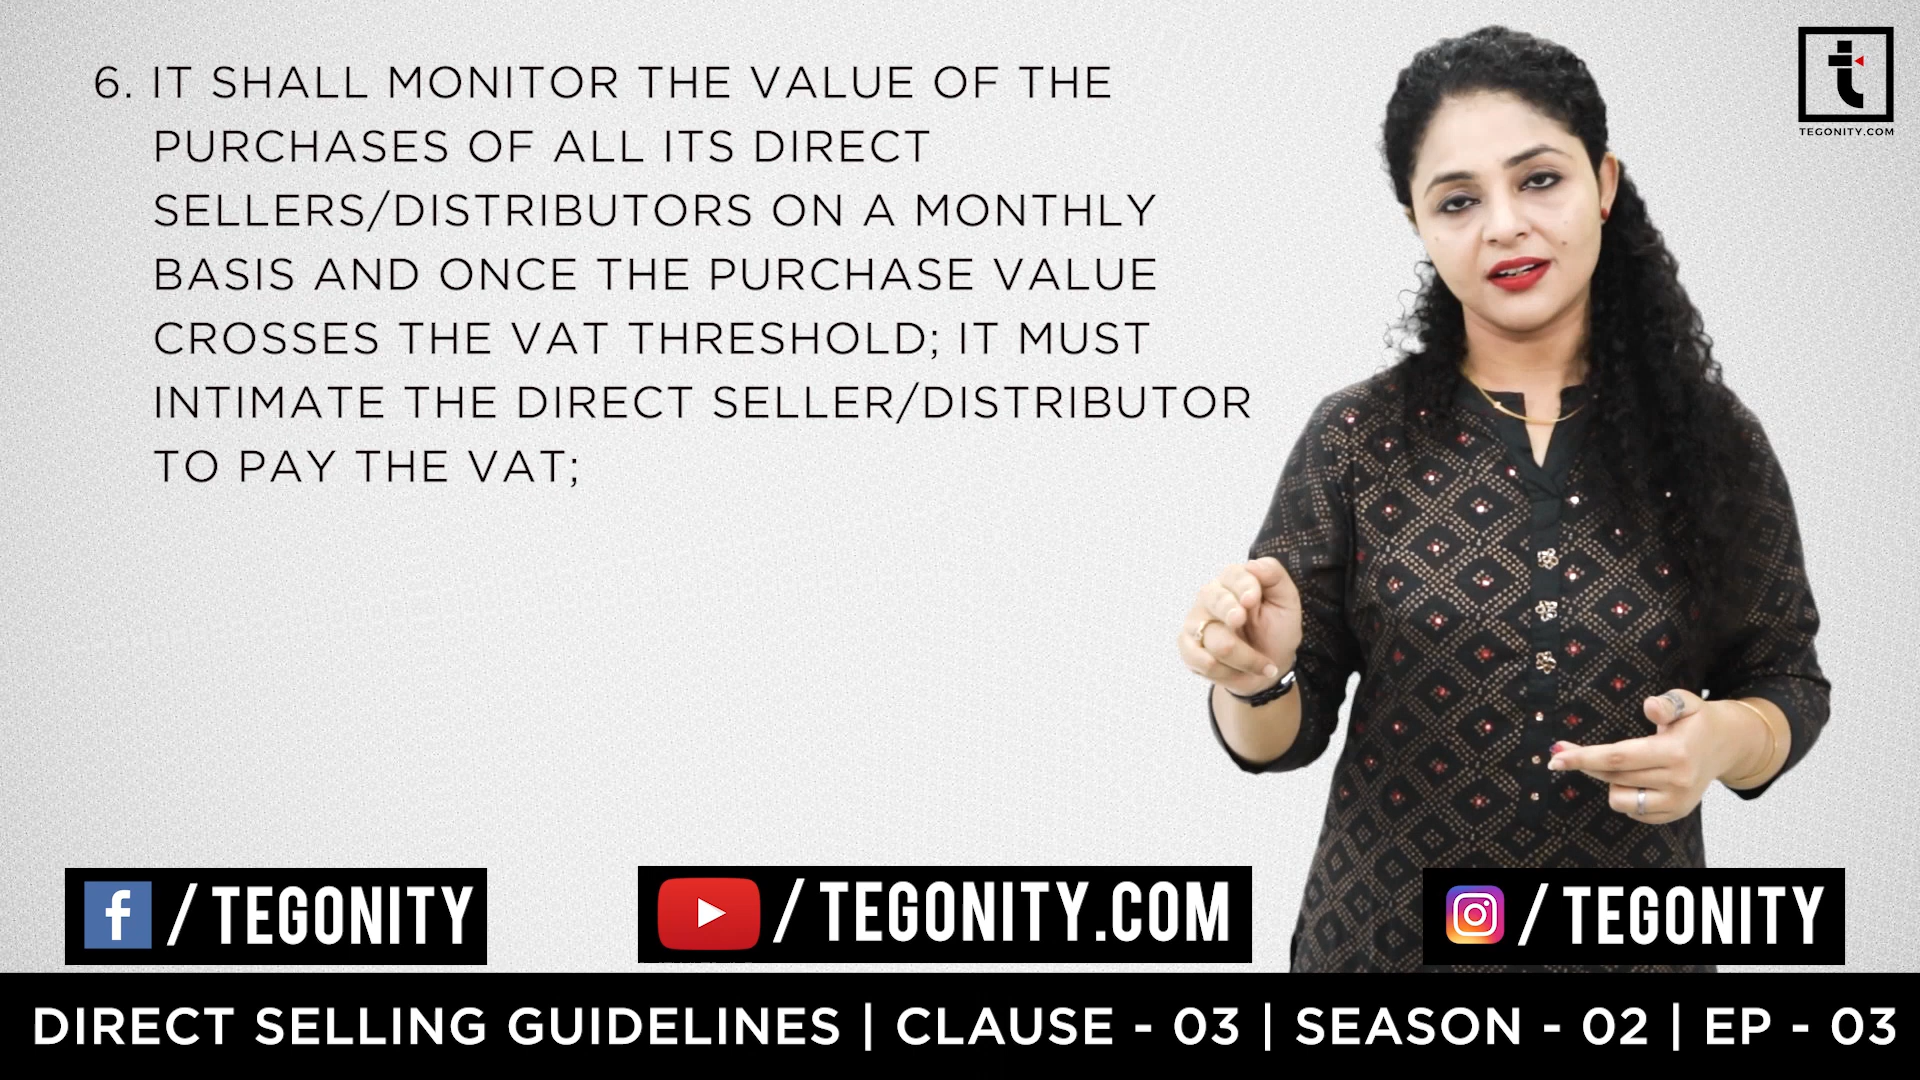 6. IT SHALL MONITOR THE VALUE OF THE
PURCHASES OF ALL ITS DIRECT
SELLERS/DISTRIBUTORS ON A MONTHLY
BASIS AND ONCE THE PURCHASE VALUE
CROSSES THE VAT THRESHOLD; IT MUST
INTIMATE THE DIRECT SELLER/DISTRIBUTOR
TO PAY THE VAT;
t
TEGONITY.COM
f /TEGONITY
/TEGONITY.COM
/TEGONITY
DIRECT SELLING GUIDELINES | CLAUSE - 03 | SEASON - 02 | EP - 03